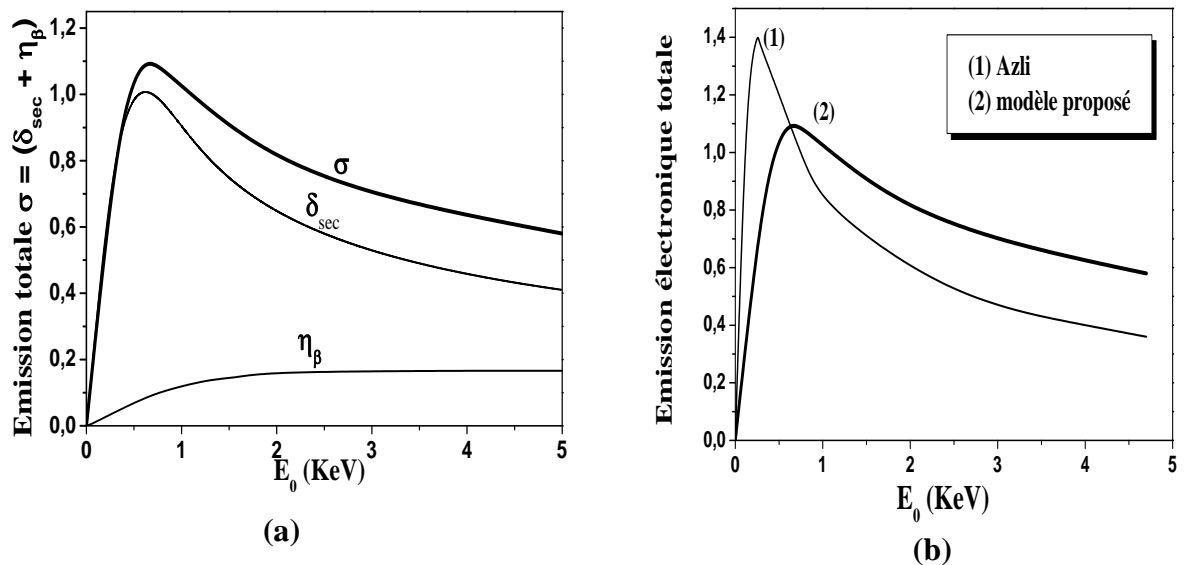 Emission totale σ = (δsec + ηβ)
1,2
1,0
0,8
0,6
0,4
0,2
0,0
σ
δsec
ηβ
0 1 2 3 4 5
E0 (KeV)
(a)
Emission électronique totale
1,4
1,2
1,0
0,8
0,6
0,4
0,2
0,0
(1)
(2)
(1) Azli
(2) modèle proposé
0 1 2 3 4 5
E0 (KeV)
(b)